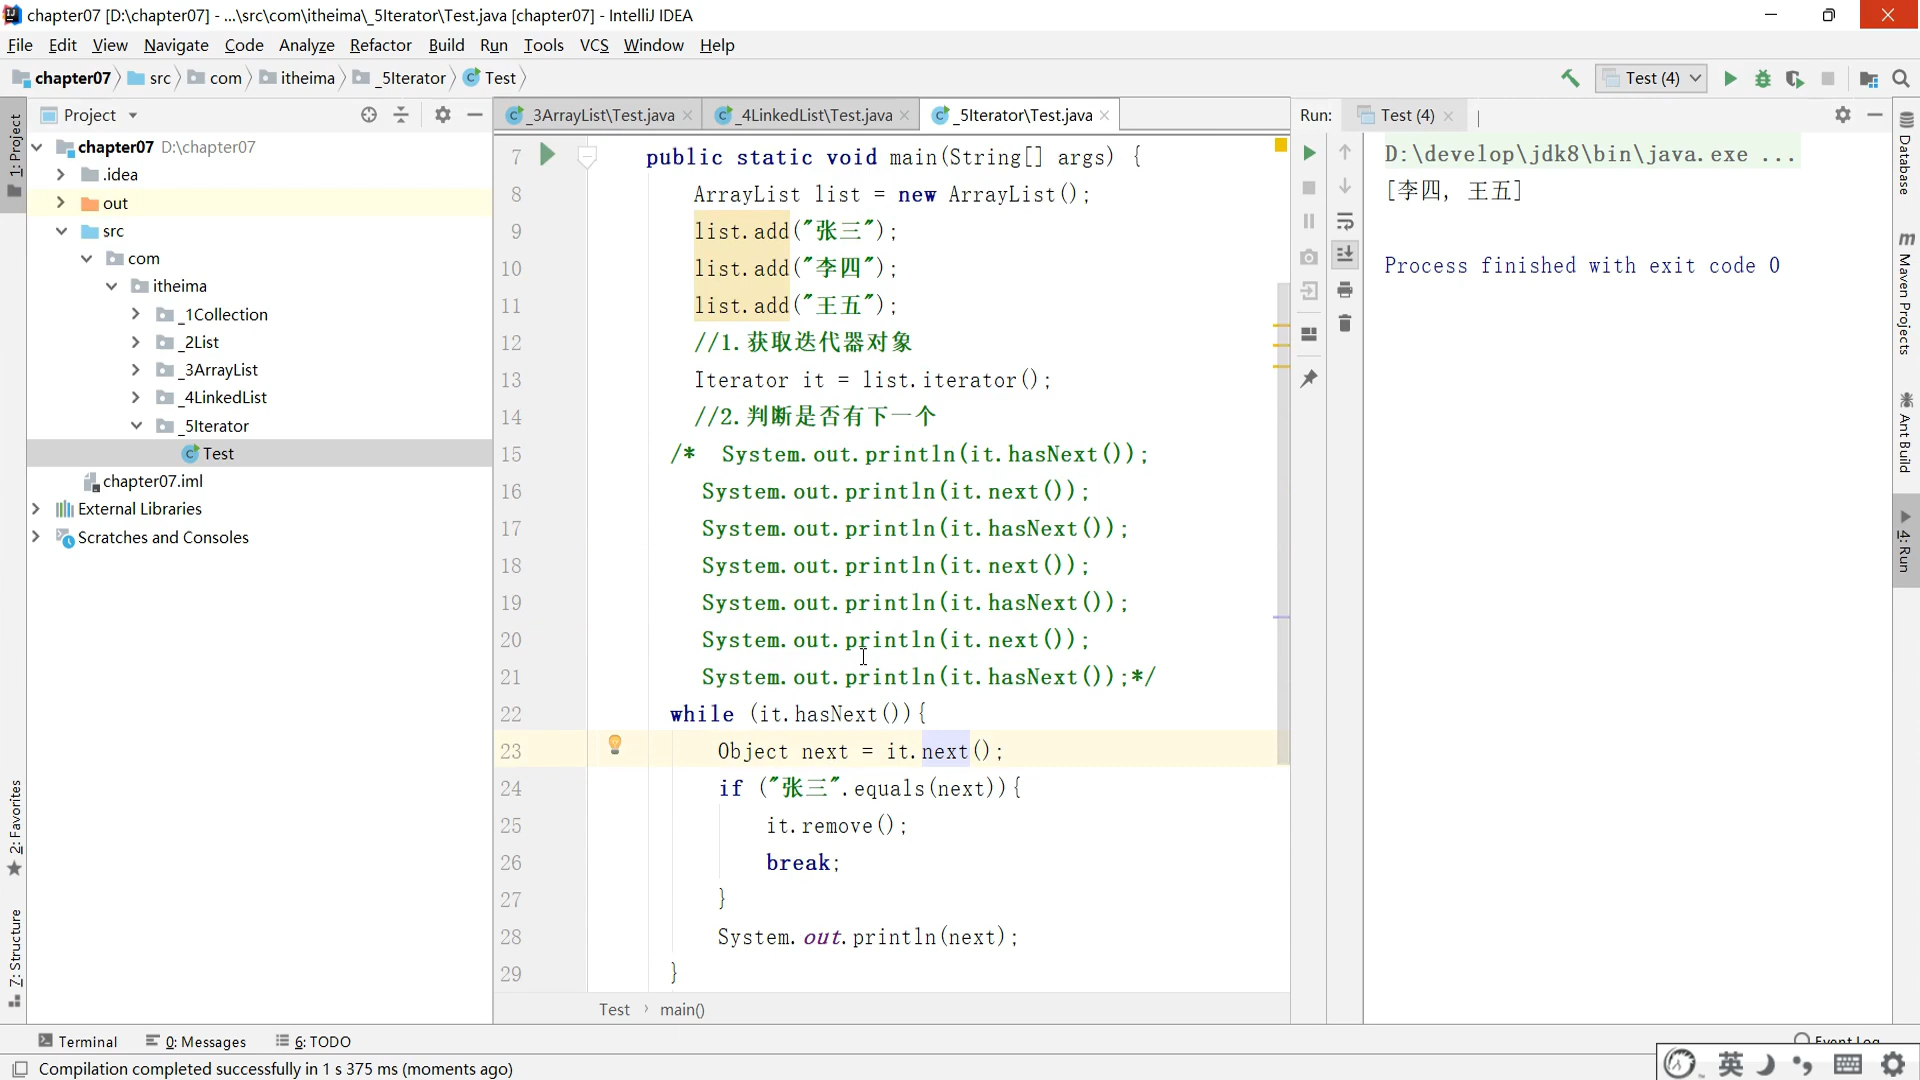 chapter07 [D:\chapter07] - ...\src\com\itheima\_5Iterator\Test.java [chapter07] - IntelliJ IDEA
File Edit View Navigate Code Analyze Refactor Build Run Tools VCS Window Help
chapter07 src com itheima _5Iterator Test
Test (4)
1: Project
Project
chapter07 D:\chapter07
.idea
out
src
com
itheima
_1Collection
_2List
_3ArrayList
_4LinkedList
_5Iterator
Test
chapter07.iml
External Libraries
Scratches and Consoles
2: Favorites
7: Structure
_3ArrayList\Test.java _4LinkedList\Test.java _5Iterator\Test.java
7 public static void main(String[] args) {
8 ArrayList list = new ArrayList();
9 list.add("张三");
10 list.add("李四");
11 list.add("王五");
12 //1.获取迭代器对象
13 Iterator it = list.iterator();
14 //2.判断是否有下一个
15 /* System.out.println(it.hasNext());
16 System.out.println(it.next());
17 System.out.println(it.hasNext());
18 System.out.println(it.next());
19 System.out.println(it.hasNext());
20 System.out.println(it.next());
21 System.out.println(it.hasNext());*/
22 while (it.hasNext()){
23 Object next = it.next();
24 if ("张三".equals(next)){
25 it.remove();
26 break;
27 }
28 System.out.println(next);
29 }
Test › main()
Run: Test (4)
D:\develop\jdk8\bin\java.exe ...
[李四, 王五]
Process finished with exit code 0
Database
Maven Projects
Ant Build
4: Run
Terminal 0: Messages 6: TODO
Event Log
Compilation completed successfully in 1 s 375 ms (moments ago)
英